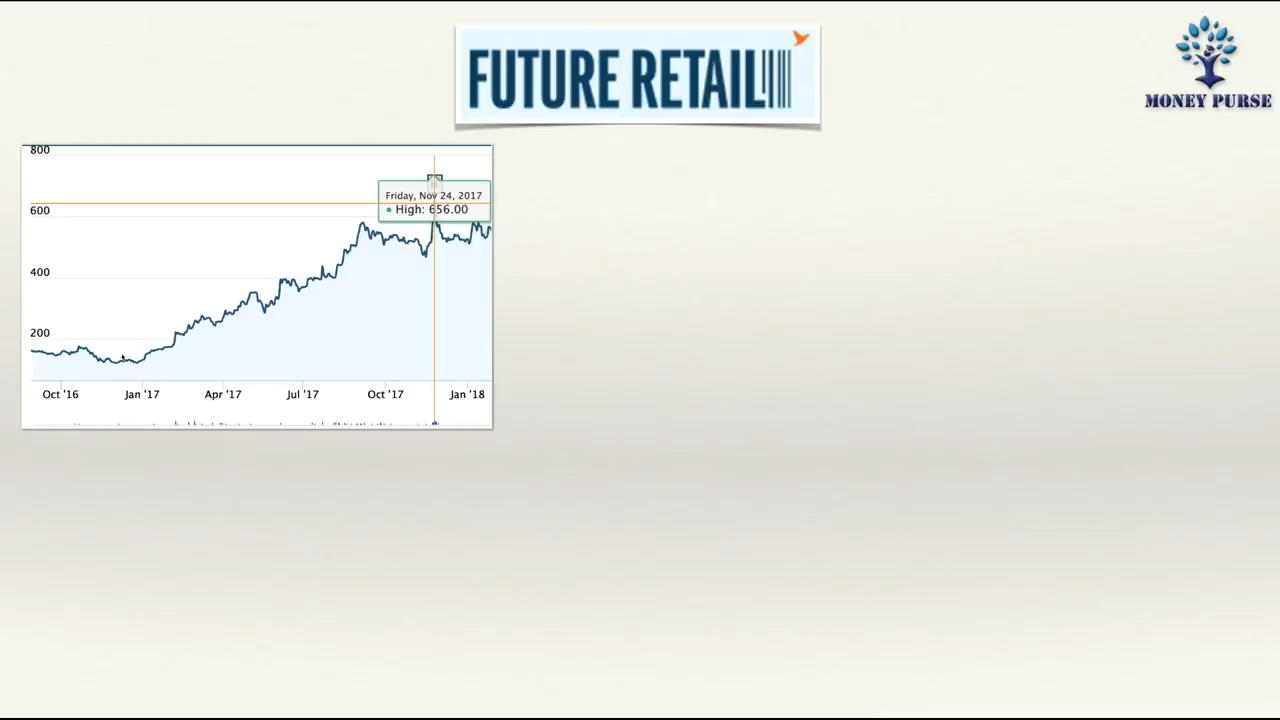 FUTURE RETAIL
MONEY PURSE
800
Friday, Nov 24, 2017
High: 656.00
600
400
200
Oct '16 Jan '17 Apr '17 Jul '17 Oct '17 Jan '18